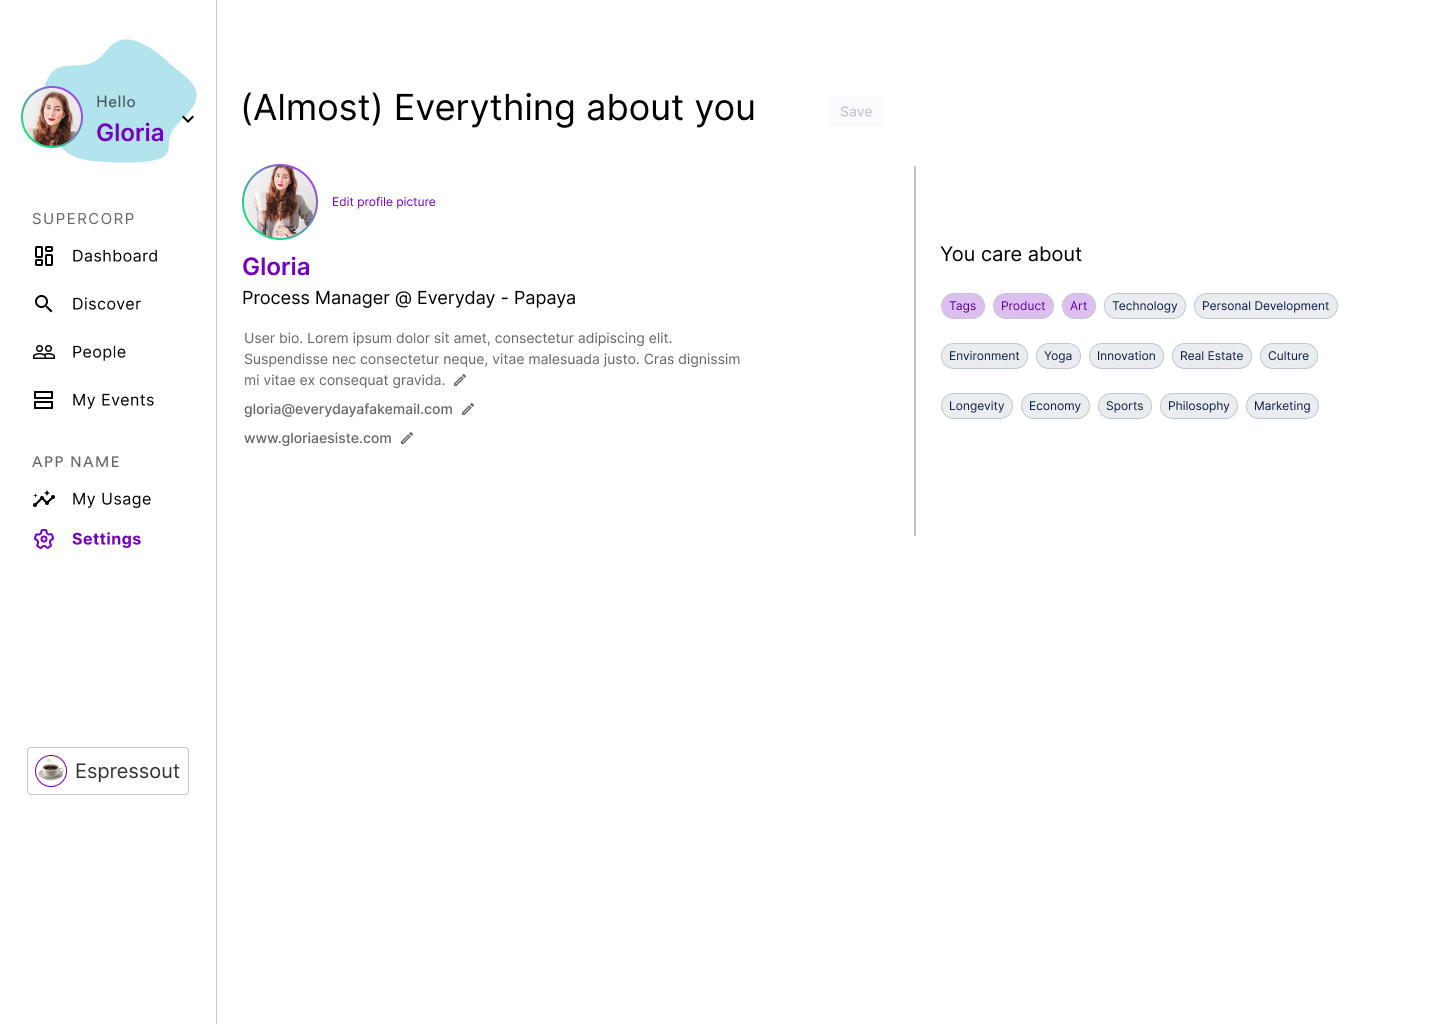 Hello
Gloria
SUPERCORP
Dashboard
Discover
People
My Events
APP NAME
My Usage
Settings
Espressout
(Almost) Everything about you
Save
Edit profile picture
Gloria
Process Manager @ Everyday - Papaya
User bio. Lorem ipsum dolor sit amet, consectetur adipiscing elit.
Suspendisse nec consectetur neque, vitae malesuada justo. Cras dignissim
mi vitae ex consequat gravida.
gloria@everydayafakemail.com
www.gloriaesiste.com
You care about
Tags Product Art Technology Personal Development
Environment Yoga Innovation Real Estate Culture
Longevity Economy Sports Philosophy Marketing